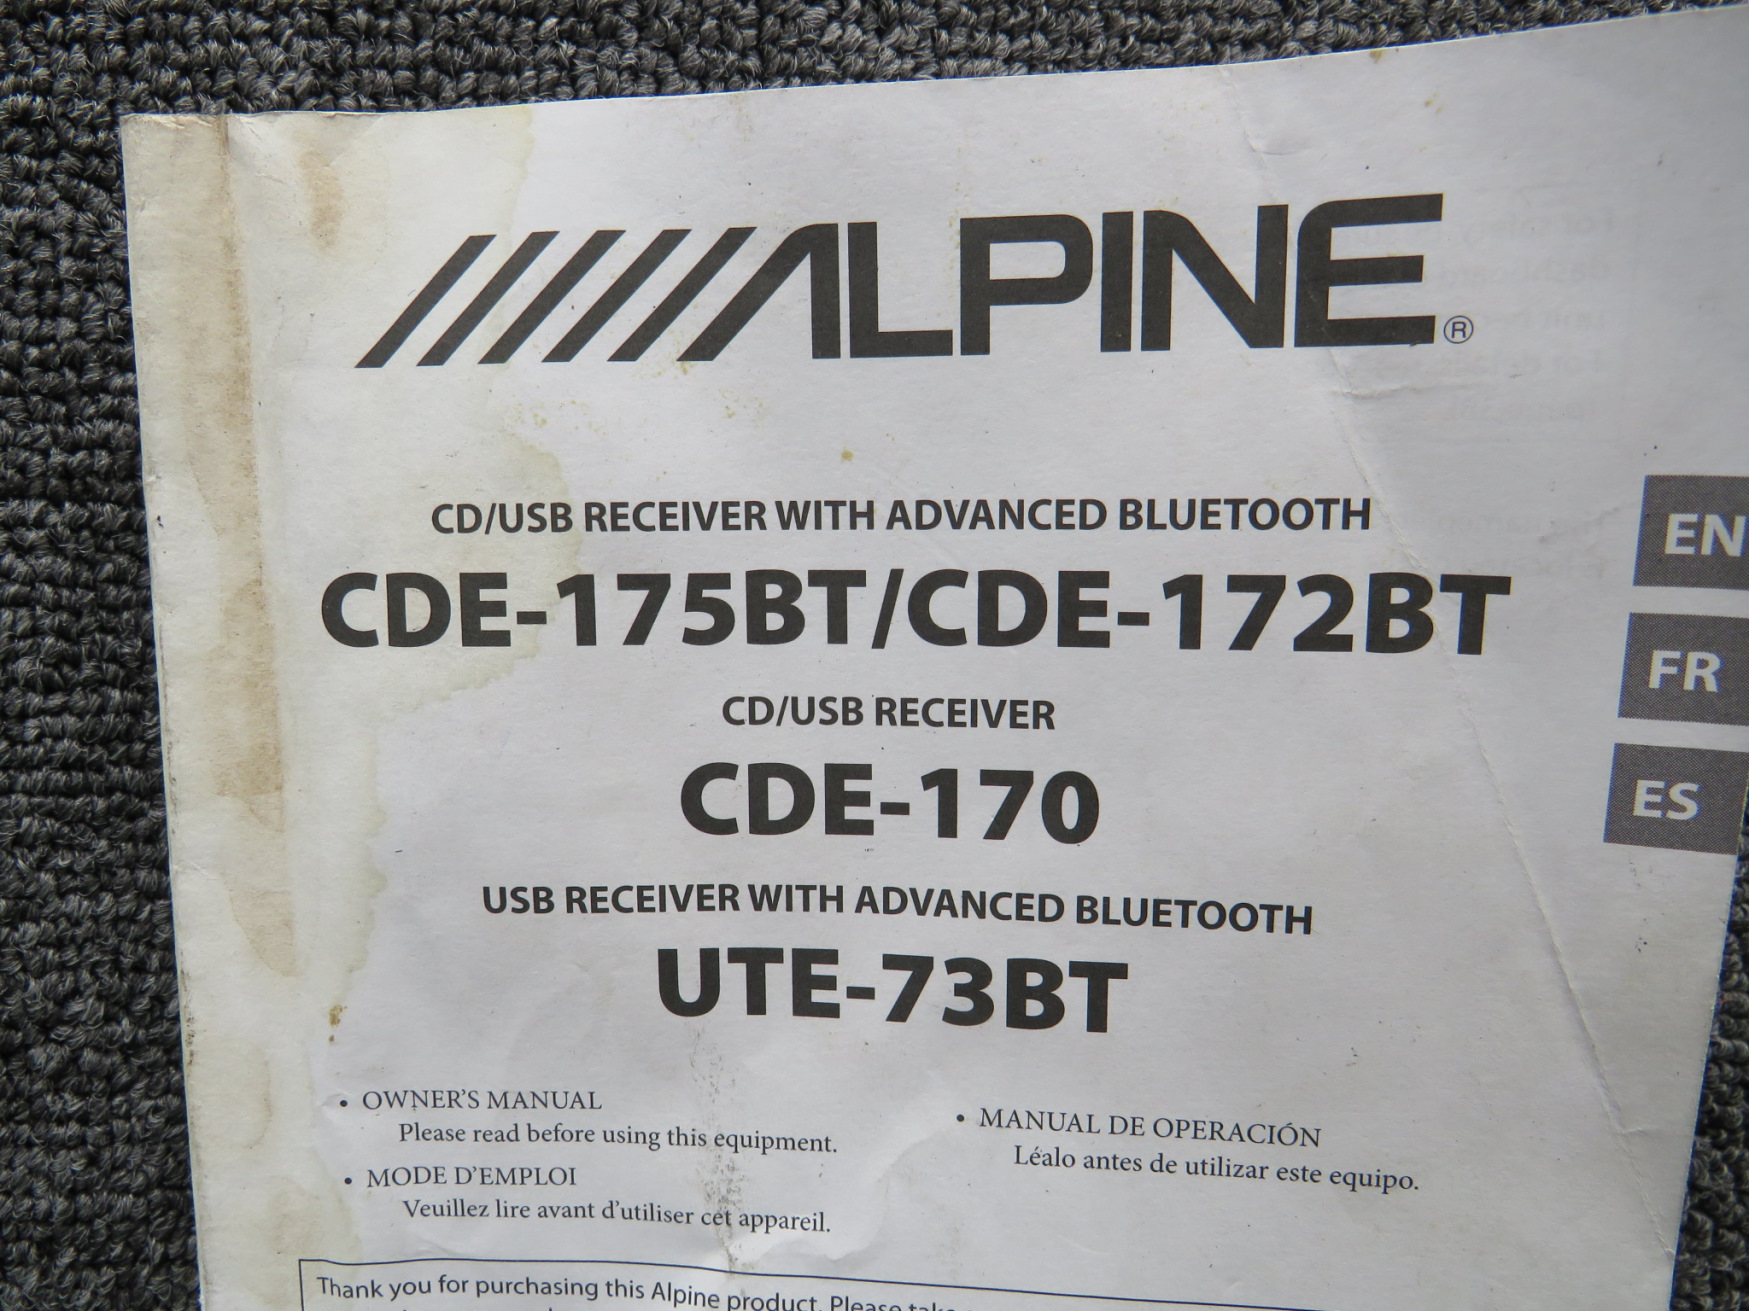 ALPINE®
CD/USB RECEIVER WITH ADVANCED BLUETOOTH
CDE-175BT/CDE-172BT
CD/USB RECEIVER
CDE-170
USB RECEIVER WITH ADVANCED BLUETOOTH
UTE-73BT
EN
FR
ES
• OWNER'S MANUAL
Please read before using this equipment.
• MODE D'EMPLOI
Veuillez lire avant d'utiliser cet appareil.
• MANUAL DE OPERACIÓN
Léalo antes de utilizar este equipo.
Thank you for purchasing this Alpine product. Please take